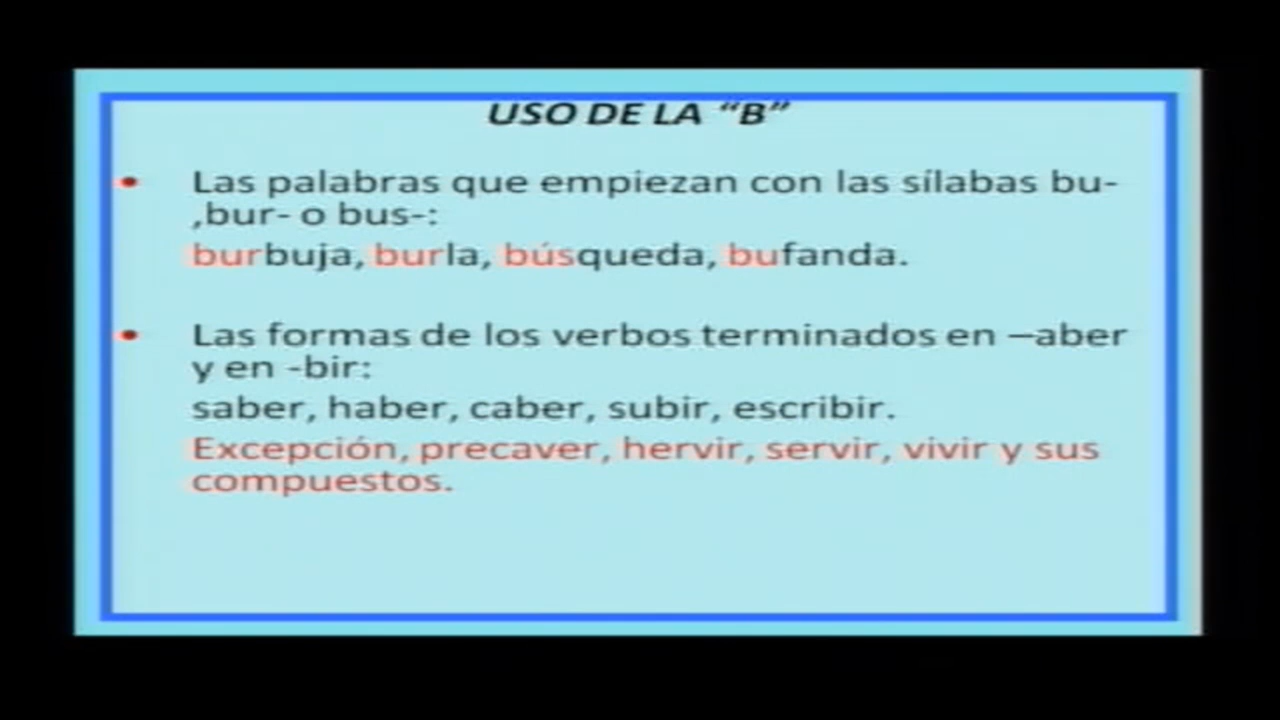 USO DE LA “B”
• Las palabras que empiezan con las sílabas bu-
,bur- o bus-:
burbuja, burla, búsqueda, bufanda.
• Las formas de los verbos terminados en –aber
y en -bir:
saber, haber, caber, subir, escribir.
Excepción, precaver, hervir, servir, vivir y sus
compuestos.